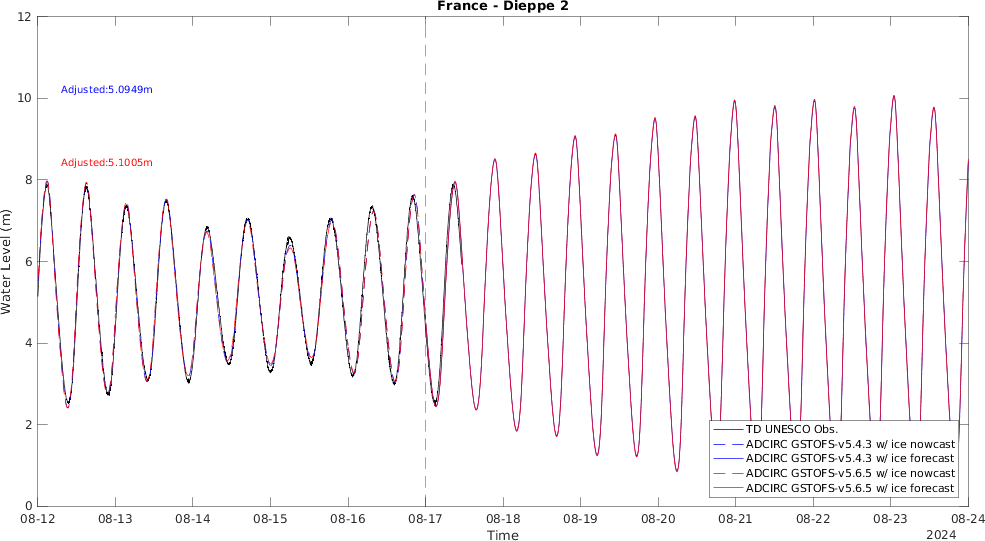 France - Dieppe 2
12
10
8
6
4
2
0
Water Level (m)
Adjusted:5.0949m
Adjusted:5.1005m
TD UNESCO Obs.
ADCIRC GSTOFS-v5.4.3 w/ ice nowcast
ADCIRC GSTOFS-v5.4.3 w/ ice forecast
ADCIRC GSTOFS-v5.6.5 w/ ice nowcast
ADCIRC GSTOFS-v5.6.5 w/ ice forecast
08-12 08-13 08-14 08-15 08-16 08-17 08-18 08-19 08-20 08-21 08-22 08-23 08-24
Time
2024